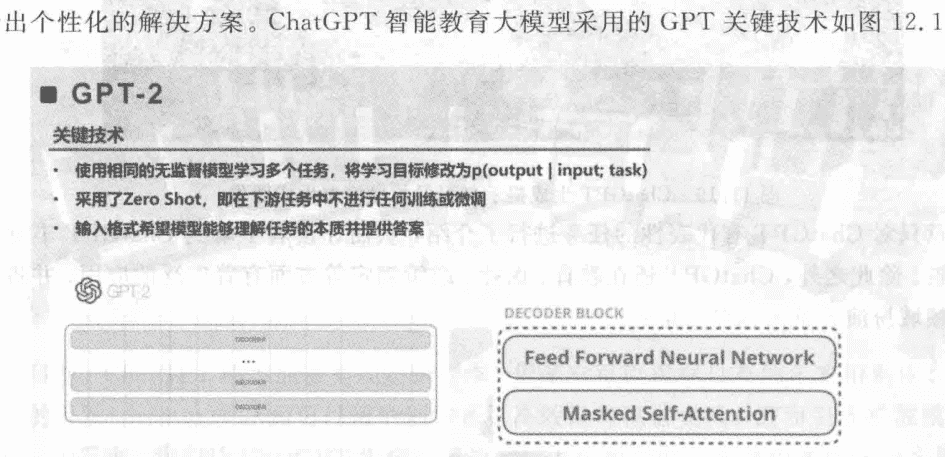 出个性化的解决方案。ChatGPT 智能教育大模型采用的 GPT 关键技术如图 12.1
■ GPT-2
关键技术
• 使用相同的无监督模型学习多个任务，将学习目标修改为p(output | input; task)
• 采用了Zero Shot，即在下游任务中不进行任何训练或微调
• 输入格式希望模型能够理解任务的本质并提供答案
GPT-2
DECODER
...
DECODER
DECODER
DECODER BLOCK
Feed Forward Neural Network
Masked Self-Attention